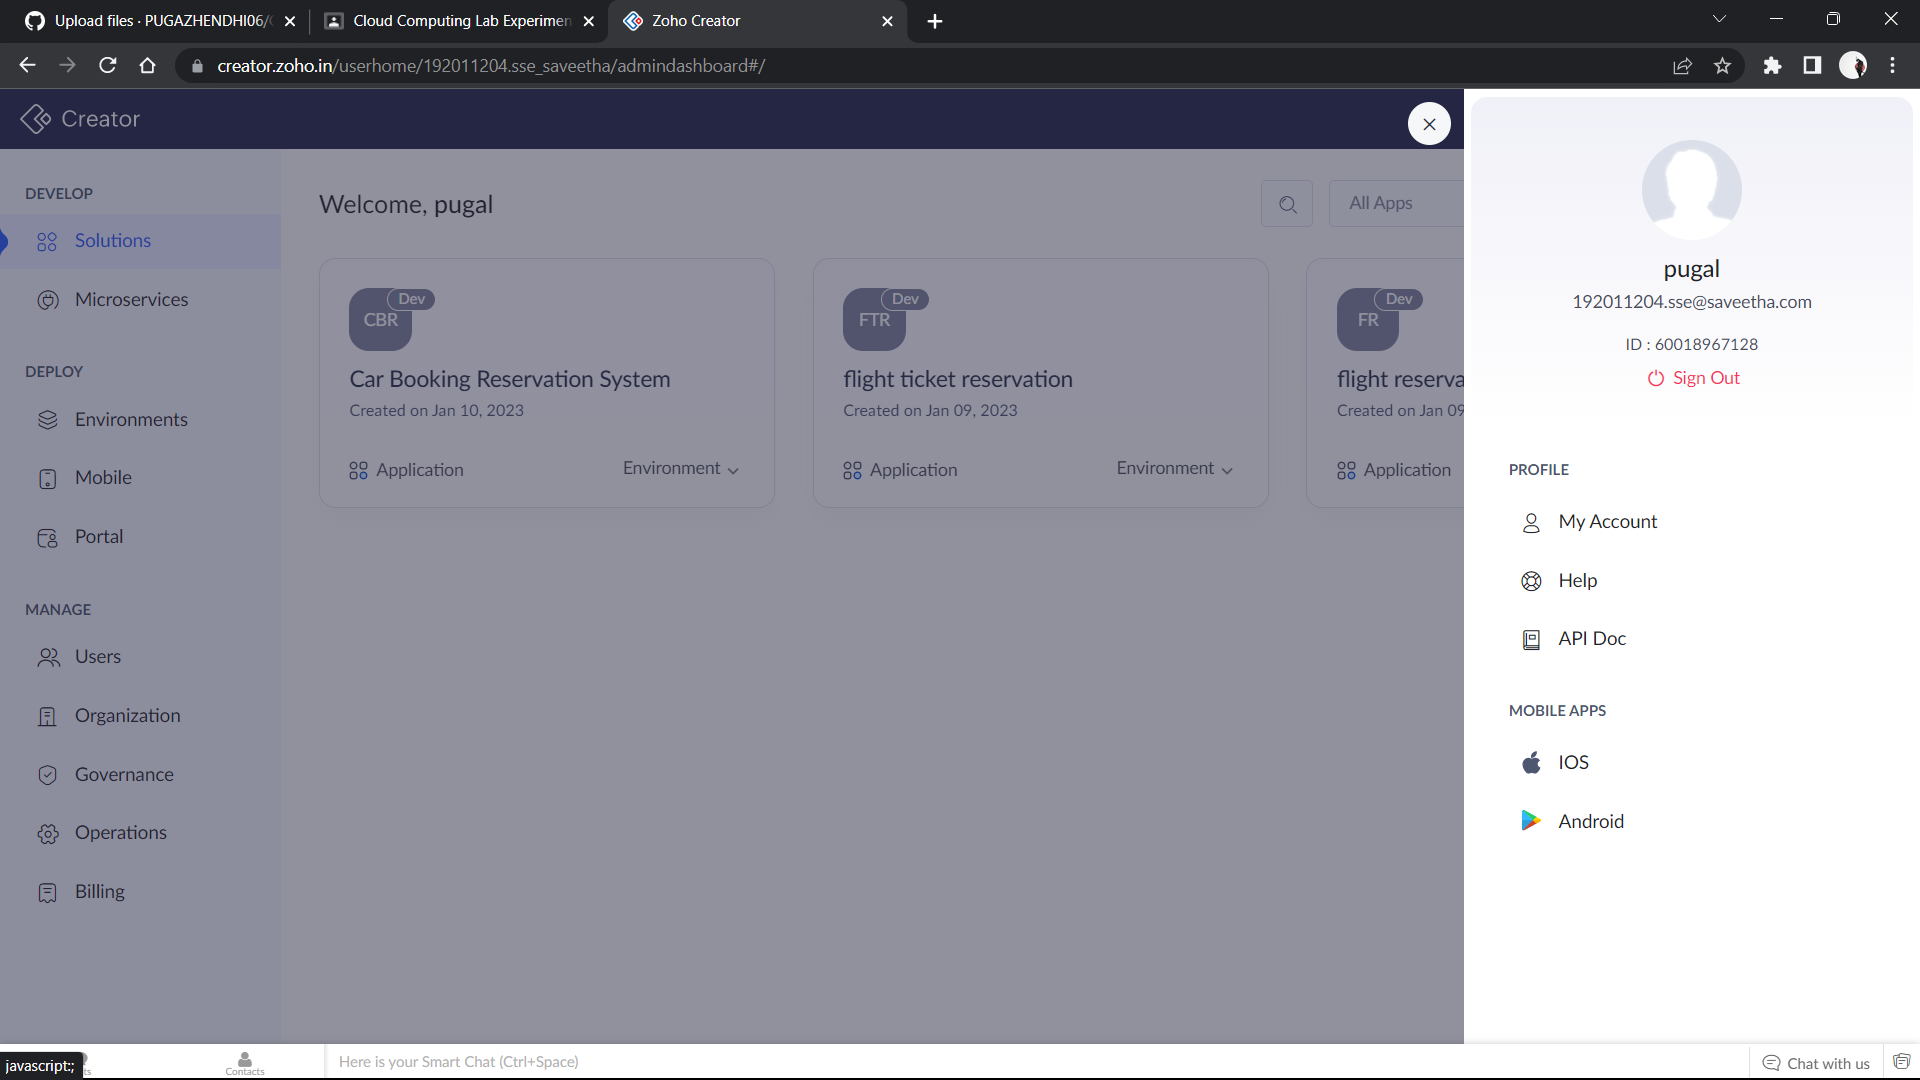 Upload files · PUGAZHENDHI06/
Cloud Computing Lab Experimen
Zoho Creator
creator.zoho.in/userhome/192011204.sse_saveetha/admindashboard#/
Creator
DEVELOP
Solutions
Microservices
DEPLOY
Environments
Mobile
Portal
MANAGE
Users
Organization
Governance
Operations
Billing
Welcome, pugal
All Apps
Dev
CBR
Car Booking Reservation System
Created on Jan 10, 2023
Application
Environment
Dev
FTR
flight ticket reservation
Created on Jan 09, 2023
Application
Environment
Dev
FR
flight reserva
Created on Jan 09
Application
pugal
192011204.sse@saveetha.com
ID : 60018967128
Sign Out
PROFILE
My Account
Help
API Doc
MOBILE APPS
IOS
Android
javascript:;
Contacts
Here is your Smart Chat (Ctrl+Space)
Chat with us